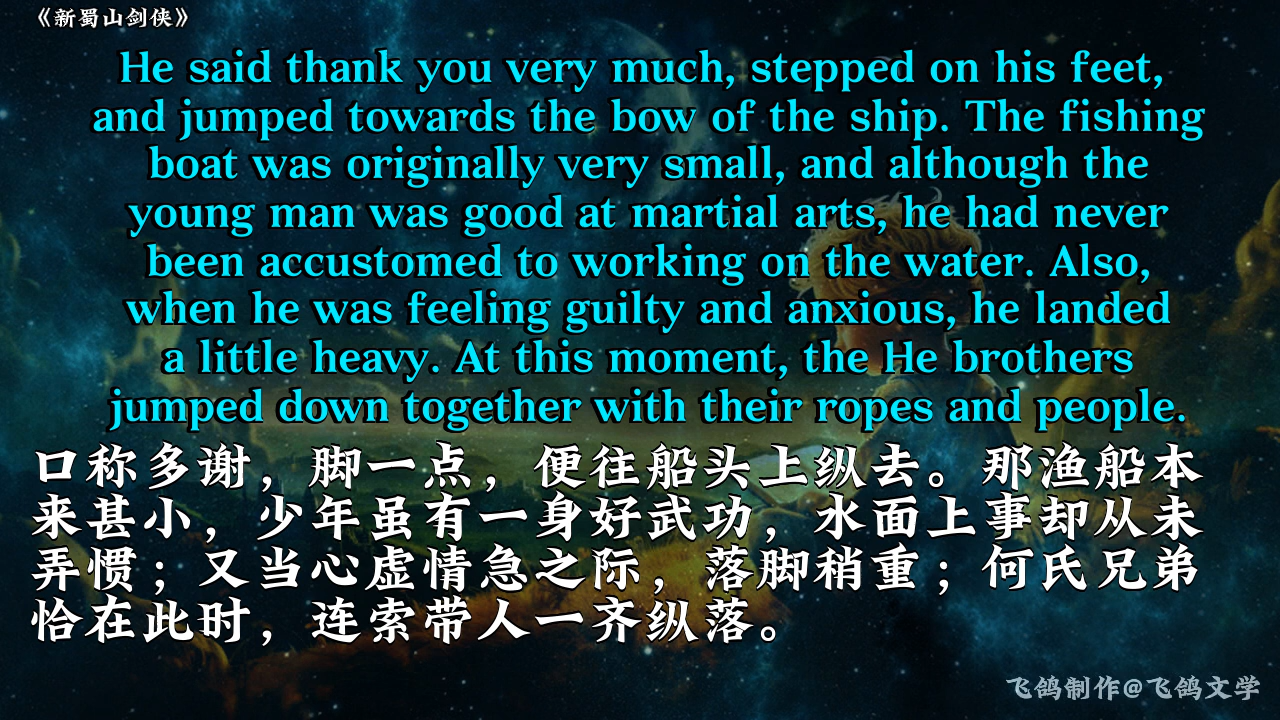 《新蜀山剑侠》
He said thank you very much, stepped on his feet,
and jumped towards the bow of the ship. The fishing
boat was originally very small, and although the
young man was good at martial arts, he had never
been accustomed to working on the water. Also,
when he was feeling guilty and anxious, he landed
a little heavy. At this moment, the He brothers
jumped down together with their ropes and people.
口称多谢，脚一点，便往船头上纵去。那渔船本
来甚小，少年虽有一身好武功，水面上事却从未
弄惯；又当心虚情急之际，落脚稍重；何氏兄弟
恰在此时，连索带人一齐纵落。
飞鸽制作@飞鸽文学